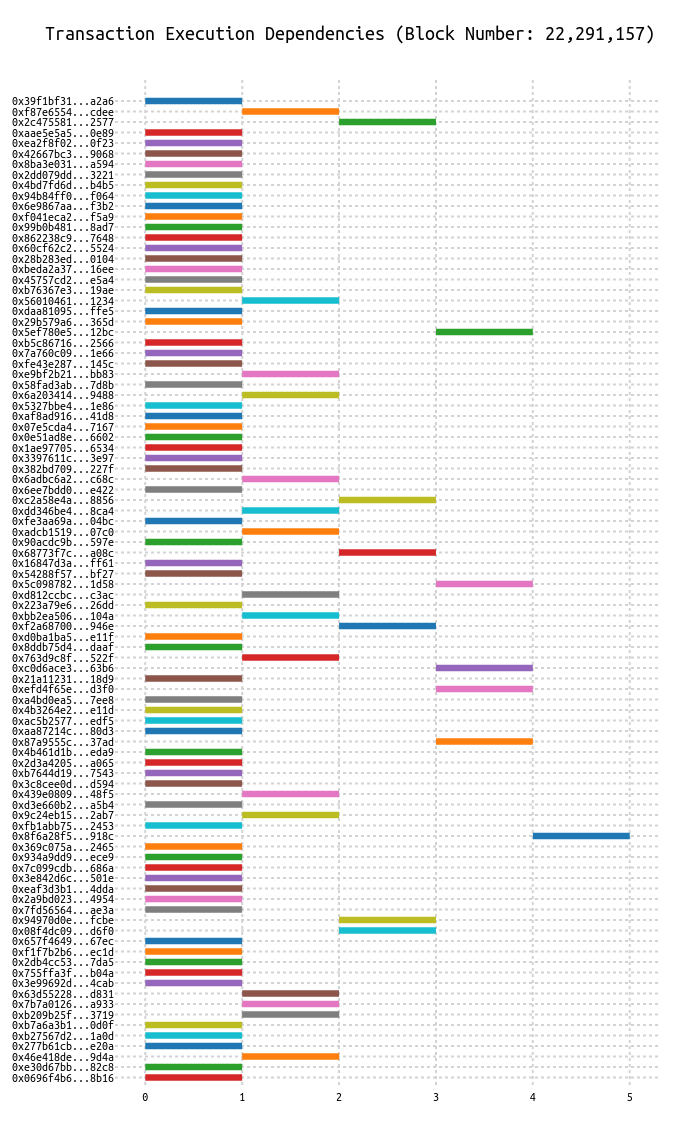 Transaction Execution Dependencies (Block Number: 22,291,157)
0x39f1bf31...a2a6
0xf87e6554...cdee
0x2c475581...2577
0xaae5e5a5...0e89
0xea2f8f02...0f23
0x42667bc3...9068
0x8ba3e031...a594
0x2dd079dd...3221
0x4bd7fd6d...b4b5
0x94b84ff0...f064
0x6e9867aa...f3b2
0xf041eca2...f5a9
0x99b0b481...8ad7
0x862238c9...7648
0x60cf62c2...5524
0x28b283ed...0104
0xbeda2a37...16ee
0x45757cd2...e5a4
0xb76367e3...19ae
0x56010461...1234
0xdaa81095...ffe5
0x29b579a6...365d
0x5ef780e5...12bc
0xb5c86716...2566
0x7a760c09...1e66
0xfe43e287...145c
0xe9bf2b21...bb83
0x58fad3ab...7d8b
0x6a203414...9488
0x5327bbe4...1e86
0xaf8ad916...41d8
0x07e5cda4...7167
0x0e51ad8e...6602
0x1ae97705...6534
0x3397611c...3e97
0x382bd709...227f
0x6adbc6a2...c68c
0x6ee7bdd0...e422
0xc2a58e4a...8856
0xdd346be4...8ca4
0xfe3aa69a...04bc
0xadcb1519...07c0
0x90acdc9b...597e
0x68773f7c...a08c
0x16847d3a...ff61
0x54288f57...bf27
0x5c098782...1d58
0xd812ccbc...c3ac
0x223a79e6...26dd
0xbb2ea506...104a
0xf2a68700...946e
0xd0ba1ba5...e11f
0x8ddb75d4...daaf
0x763d9c8f...522f
0xc0d6ace3...63b6
0x21a11231...18d9
0xefd4f65e...d3f0
0xa4bd0ea5...7ee8
0x4b3264e2...e11d
0xac5b2577...edf5
0xaa87214c...80d3
0x87a9555c...37ad
0x4b461d1b...eda9
0x2d3a4205...a065
0xb7644d19...7543
0x3c8cee0d...d594
0x439e0809...48f5
0xd3e660b2...a5b4
0x9c24eb15...2ab7
0xfb1abb75...2453
0x8f6a28f5...918c
0x369c075a...2465
0x934a9dd9...ece9
0x7c099cdb...686a
0x3e842d6c...501e
0xeaf3d3b1...4dda
0x2a9bd023...4954
0x7fd56564...ae3a
0x94970d0e...fcbe
0x08f4dc09...d6f0
0x657f4649...67ec
0xf1f7b2b6...ec1d
0x2db4cc53...7da5
0x755ffa3f...b04a
0x3e99692d...4cab
0x63d55228...d831
0x7b7a0126...a933
0xb209b25f...3719
0xb7a6a3b1...0d0f
0xb27567d2...1a0d
0x277b61cb...e20a
0x46e418de...9d4a
0xe30d67bb...82c8
0x0696f4b6...8b16
0 1 2 3 4 5